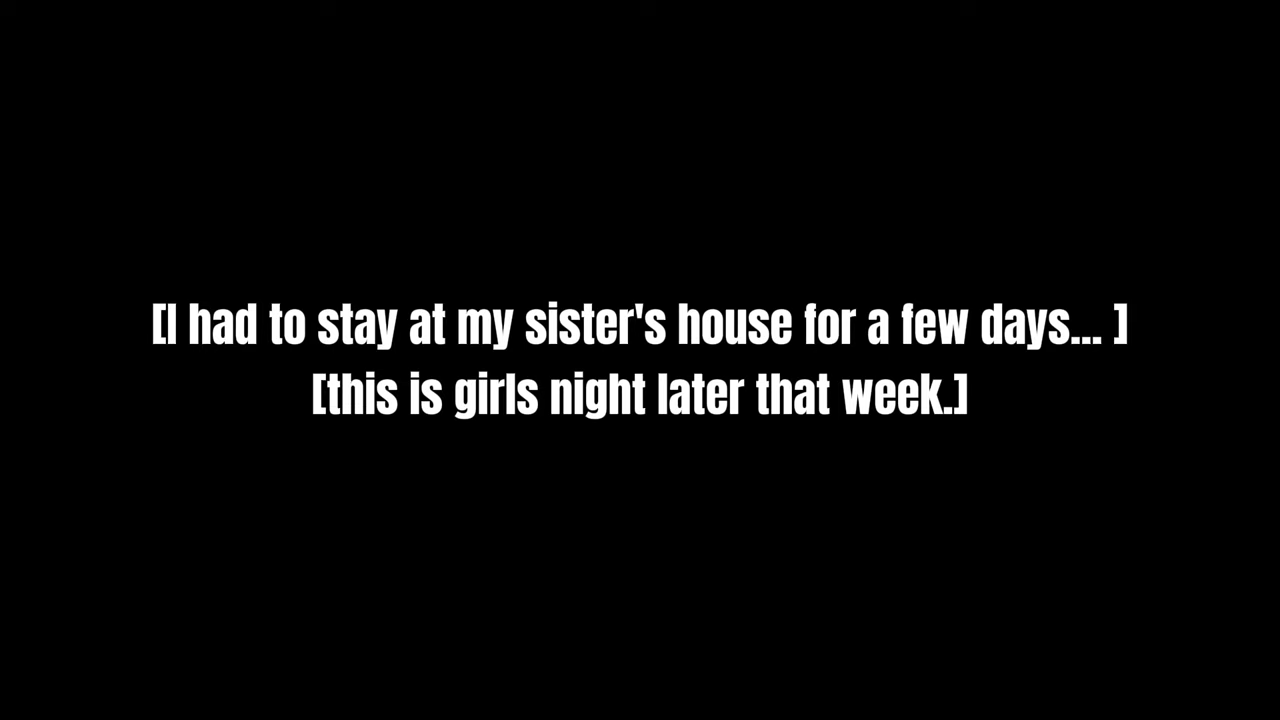 [I had to stay at my sister's house for a few days... ]
[this is girls night later that week.]